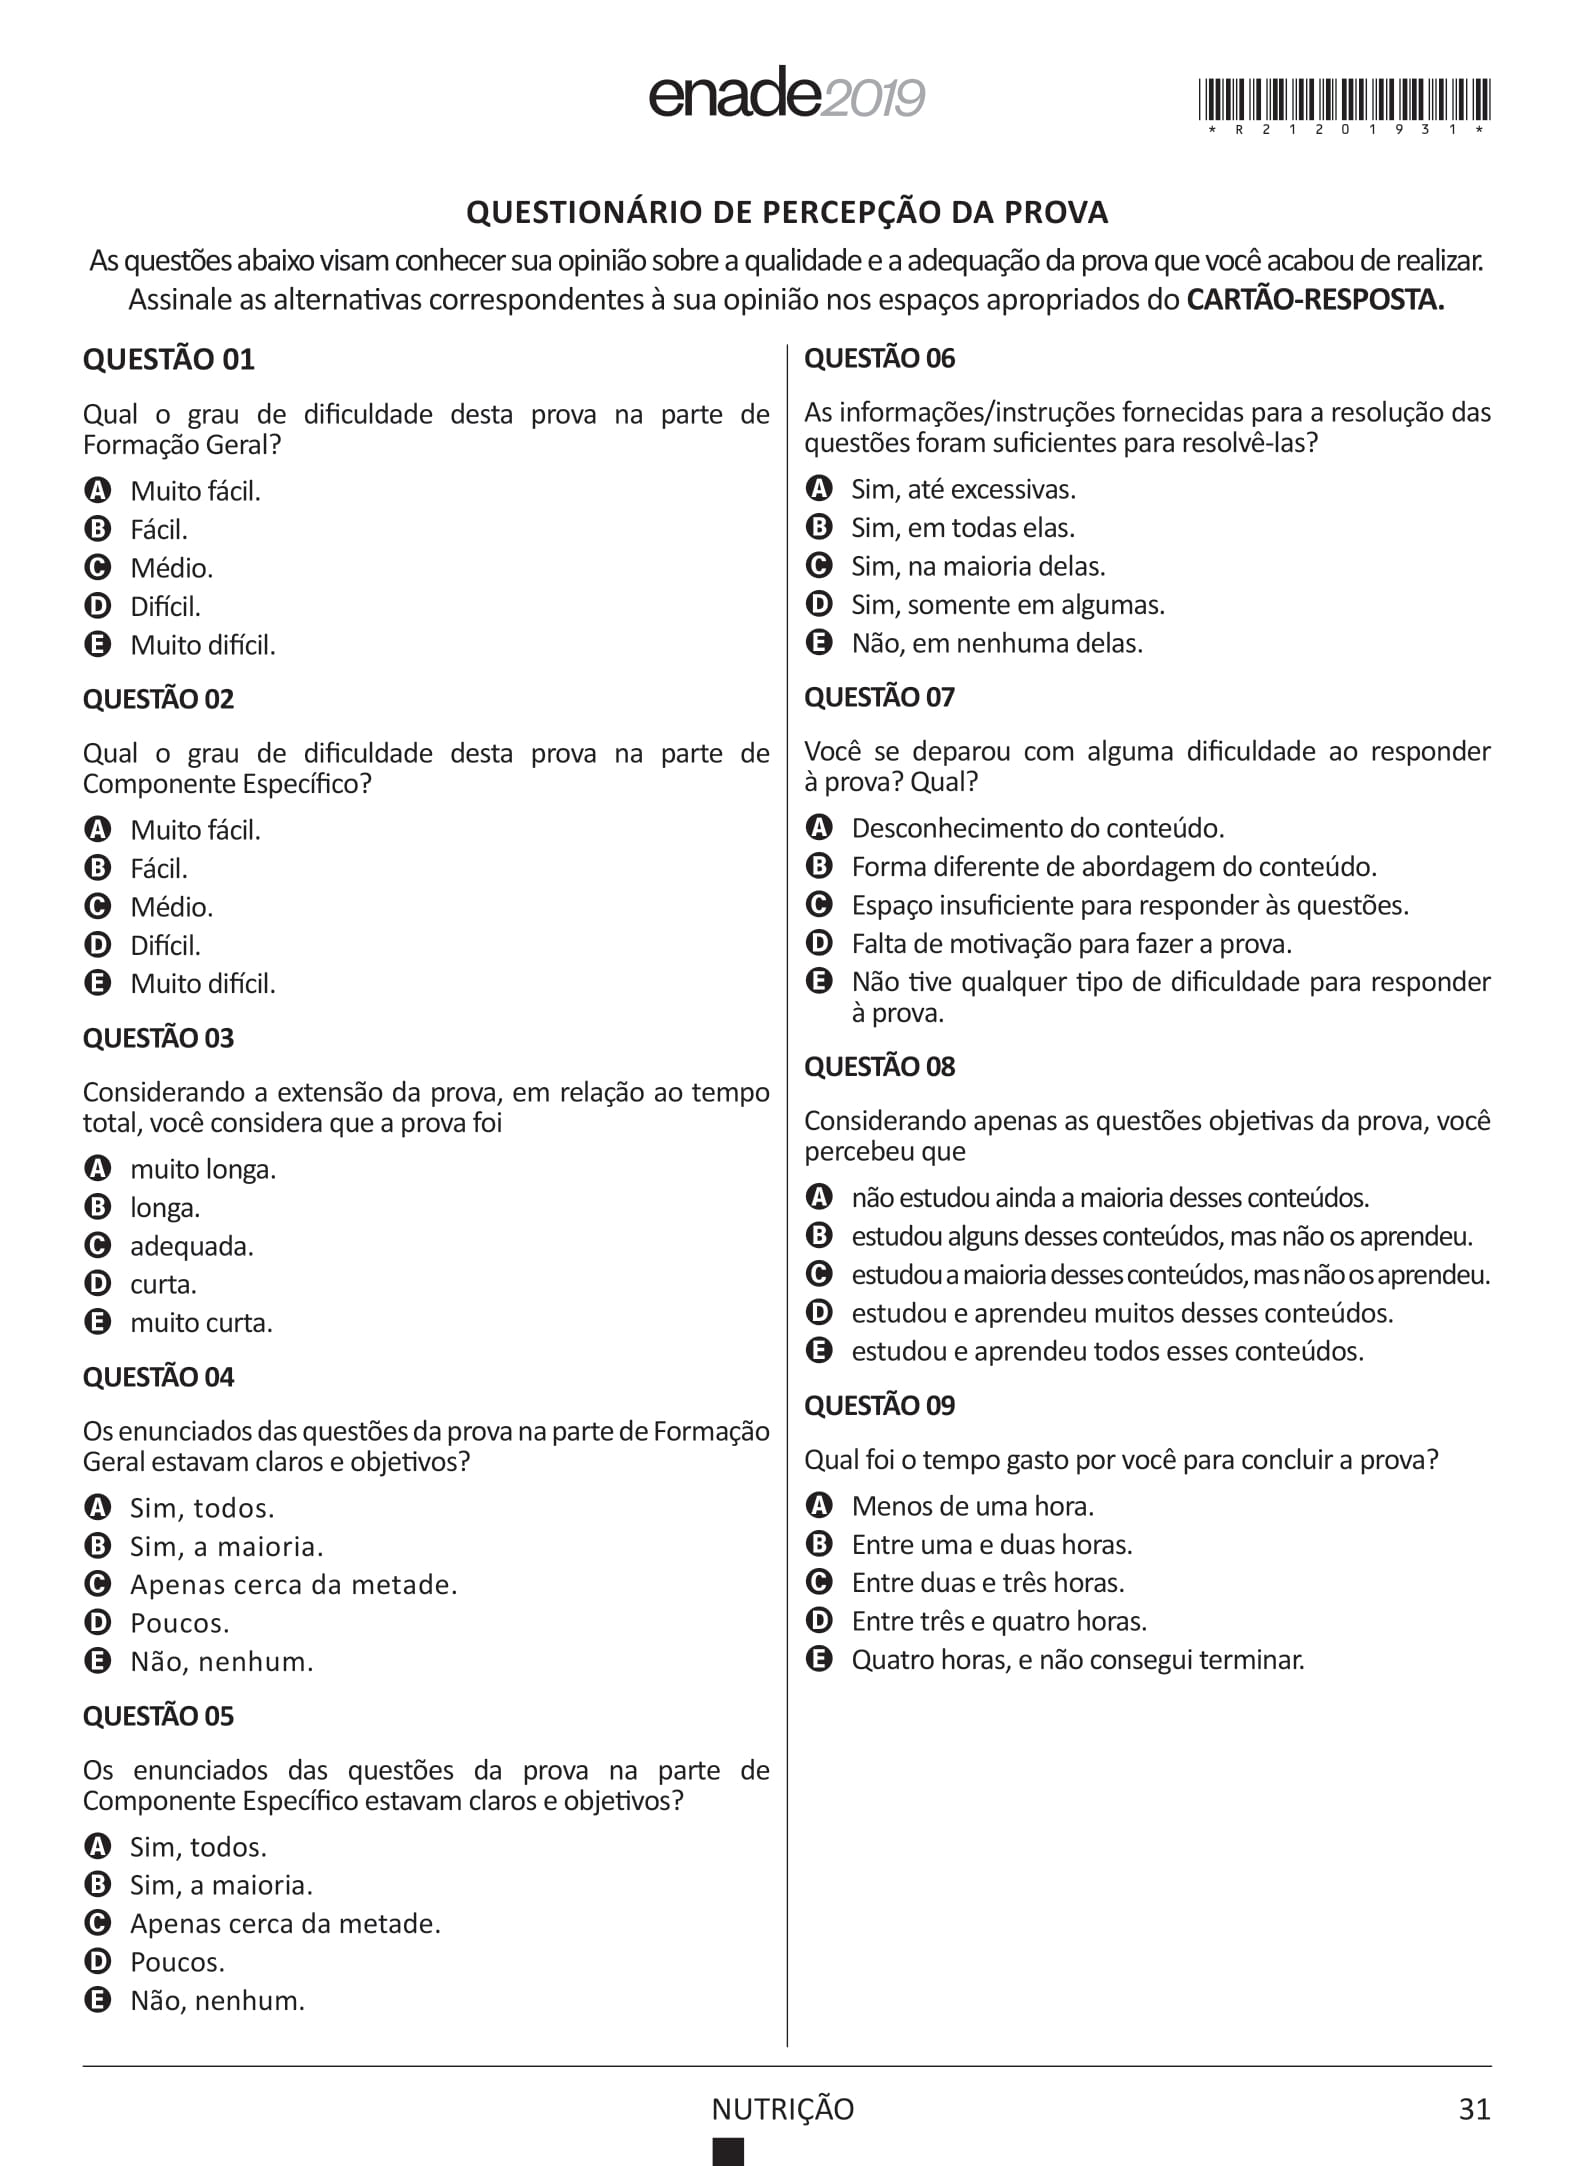 enade2019
*R21201931*
QUESTIONÁRIO DE PERCEPÇÃO DA PROVA
As questões abaixo visam conhecer sua opinião sobre a qualidade e a adequação da prova que você acabou de realizar.
Assinale as alternativas correspondentes à sua opinião nos espaços apropriados do CARTÃO-RESPOSTA.
QUESTÃO 01
Qual o grau de dificuldade desta prova na parte de
Formação Geral?
A Muito fácil.
B Fácil.
C Médio.
D Difícil.
E Muito difícil.
QUESTÃO 02
Qual o grau de dificuldade desta prova na parte de
Componente Específico?
A Muito fácil.
B Fácil.
C Médio.
D Difícil.
E Muito difícil.
QUESTÃO 03
Considerando a extensão da prova, em relação ao tempo
total, você considera que a prova foi
A muito longa.
B longa.
C adequada.
D curta.
E muito curta.
QUESTÃO 04
Os enunciados das questões da prova na parte de Formação
Geral estavam claros e objetivos?
A Sim, todos.
B Sim, a maioria.
C Apenas cerca da metade.
D Poucos.
E Não, nenhum.
QUESTÃO 05
Os enunciados das questões da prova na parte de
Componente Específico estavam claros e objetivos?
A Sim, todos.
B Sim, a maioria.
C Apenas cerca da metade.
D Poucos.
E Não, nenhum.
QUESTÃO 06
As informações/instruções fornecidas para a resolução das
questões foram suficientes para resolvê-las?
A Sim, até excessivas.
B Sim, em todas elas.
C Sim, na maioria delas.
D Sim, somente em algumas.
E Não, em nenhuma delas.
QUESTÃO 07
Você se deparou com alguma dificuldade ao responder
à prova? Qual?
A Desconhecimento do conteúdo.
B Forma diferente de abordagem do conteúdo.
C Espaço insuficiente para responder às questões.
D Falta de motivação para fazer a prova.
E Não tive qualquer tipo de dificuldade para responder
à prova.
QUESTÃO 08
Considerando apenas as questões objetivas da prova, você
percebeu que
A não estudou ainda a maioria desses conteúdos.
B estudou alguns desses conteúdos, mas não os aprendeu.
C estudou a maioria desses conteúdos, mas não os aprendeu.
D estudou e aprendeu muitos desses conteúdos.
E estudou e aprendeu todos esses conteúdos.
QUESTÃO 09
Qual foi o tempo gasto por você para concluir a prova?
A Menos de uma hora.
B Entre uma e duas horas.
C Entre duas e três horas.
D Entre três e quatro horas.
E Quatro horas, e não consegui terminar.
NUTRIÇÃO
31